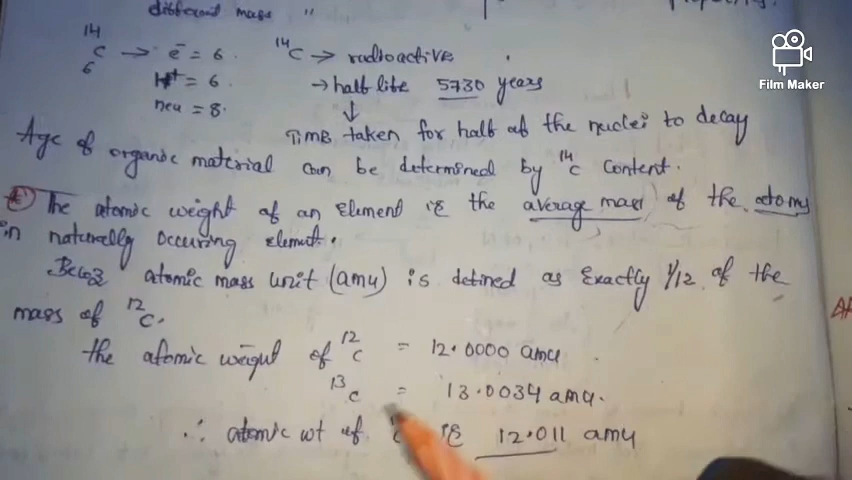 different mass "
14 C 6 → e⁻ = 6
¹⁴C → radioactive
Film Maker
H⁺ = 6
→ half life 5730 years
neu = 8
↓
Time taken for half of the nuclei to decay
Age of organic material can be determined by ¹⁴C content.
The atomic weight of an Element is the average mass of the atoms
in naturally occuring element.
atomic mass unit (amu) is defined as Exactly 1/12 of the
mass of ¹²C.
the atomic weight of ¹²C = 12.0000 amu
¹³C = 13.0034 amu.
∴ atomic wt of C is 12.011 amu